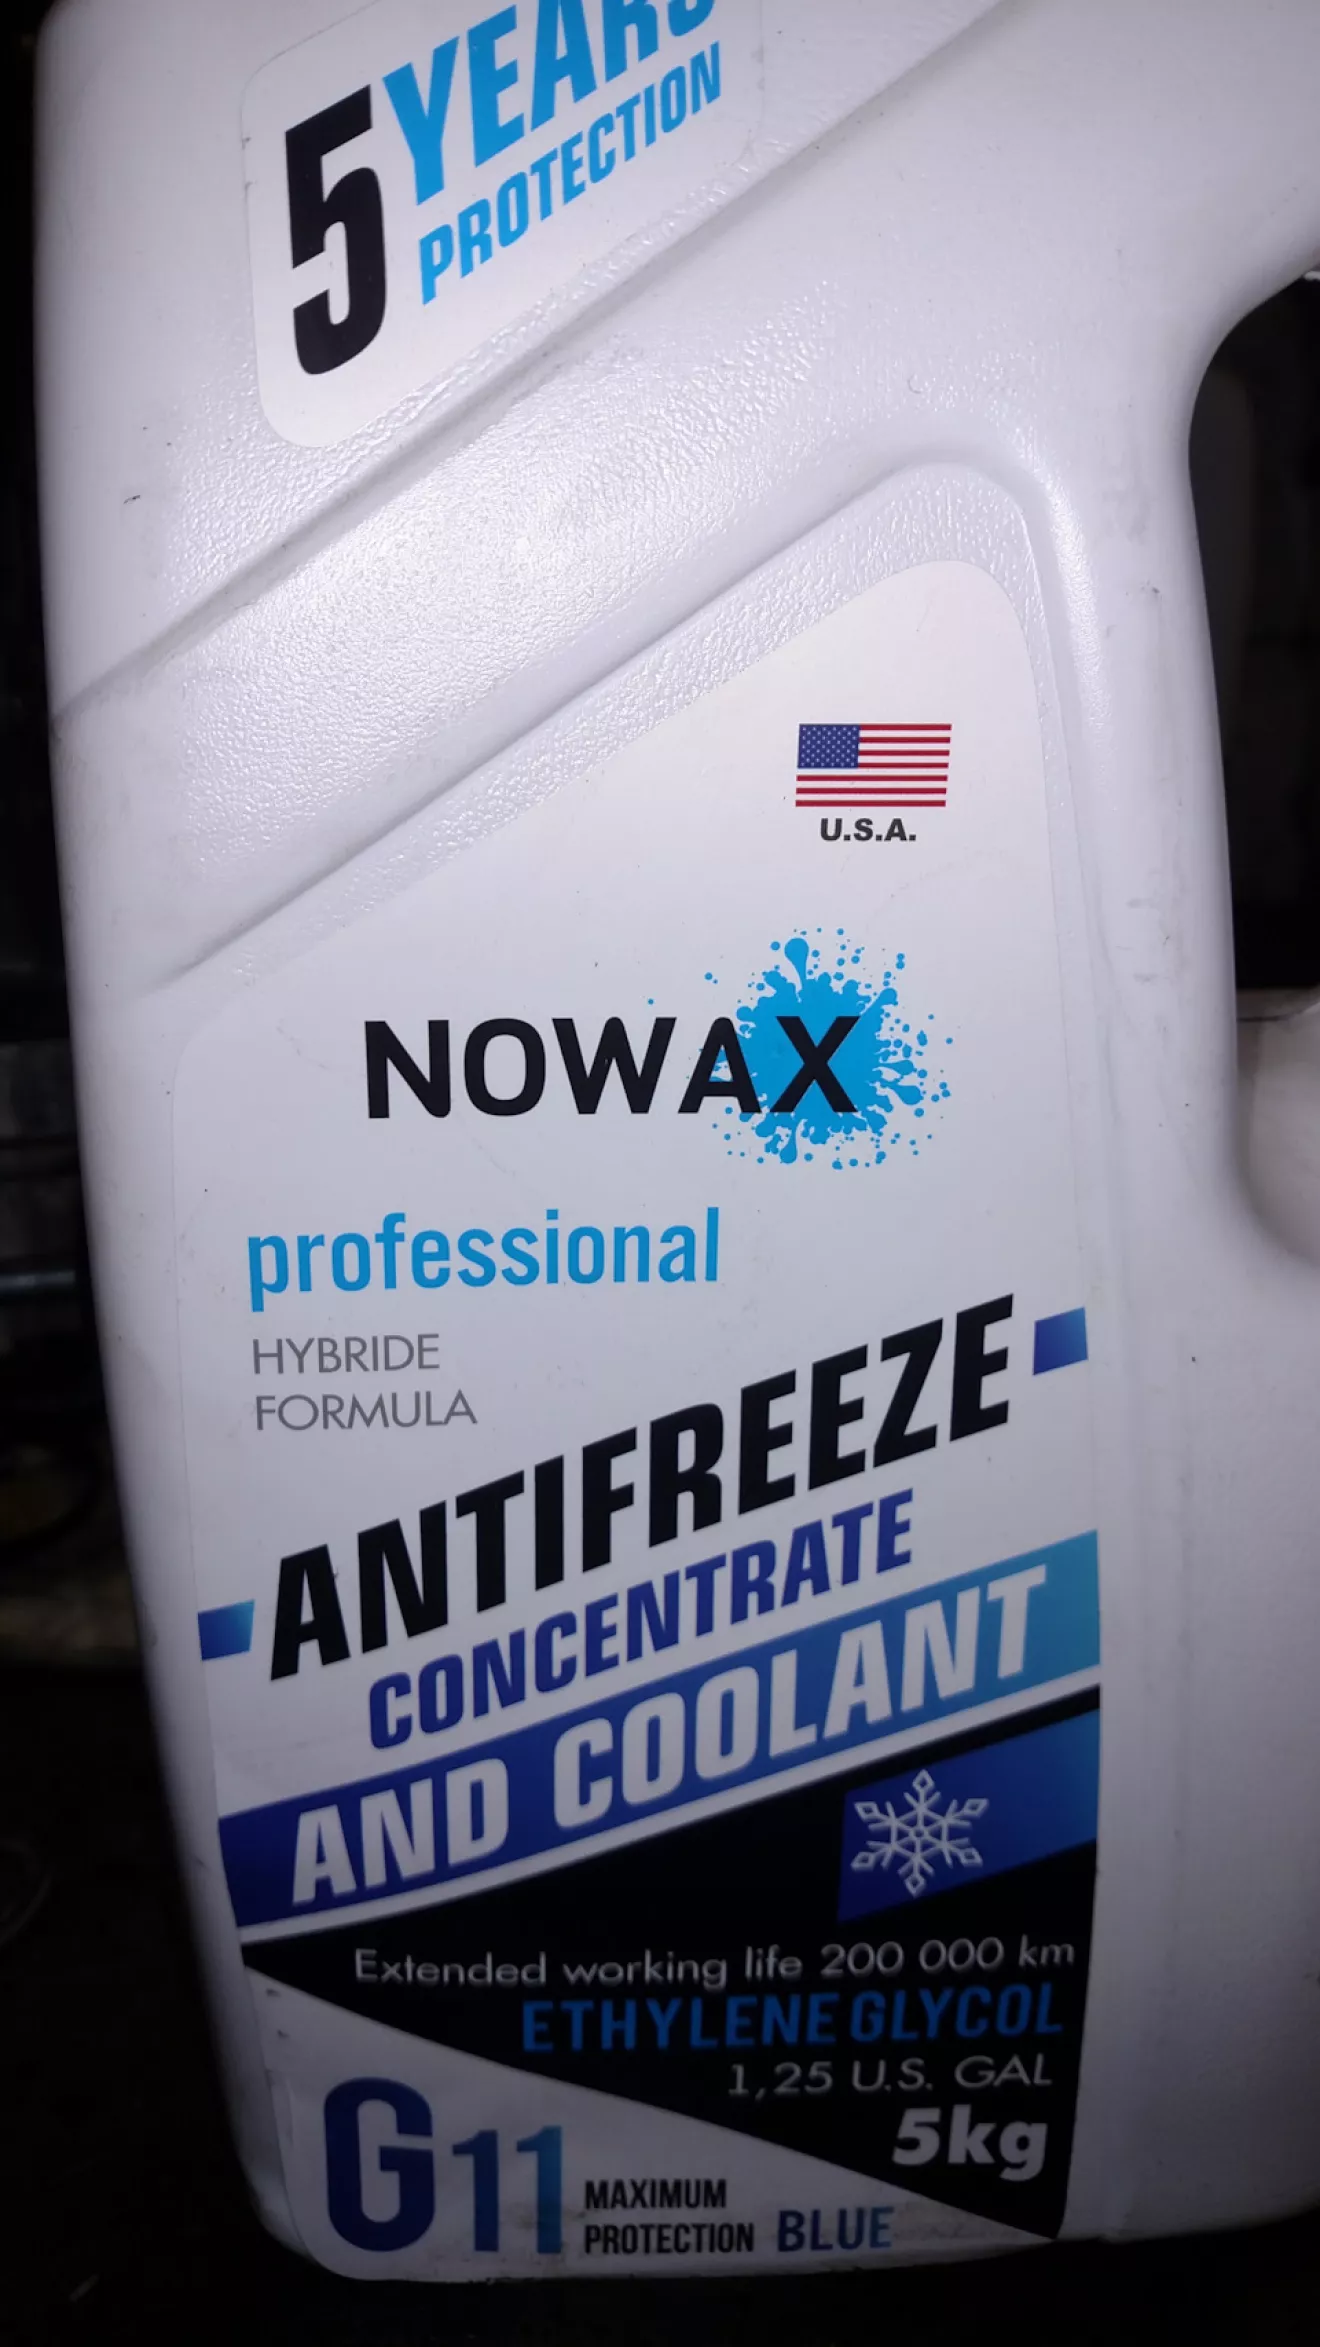 5 YEARS
PROTECTION
U.S.A.
NOWAX
professional
HYBRIDE
FORMULA
ANTIFREEZE
CONCENTRATE
AND COOLANT
Extended working life 200 000 km
ETHYLENE GLYCOL
1,25 U.S. GAL
5kg
G11
MAXIMUM
PROTECTION BLUE